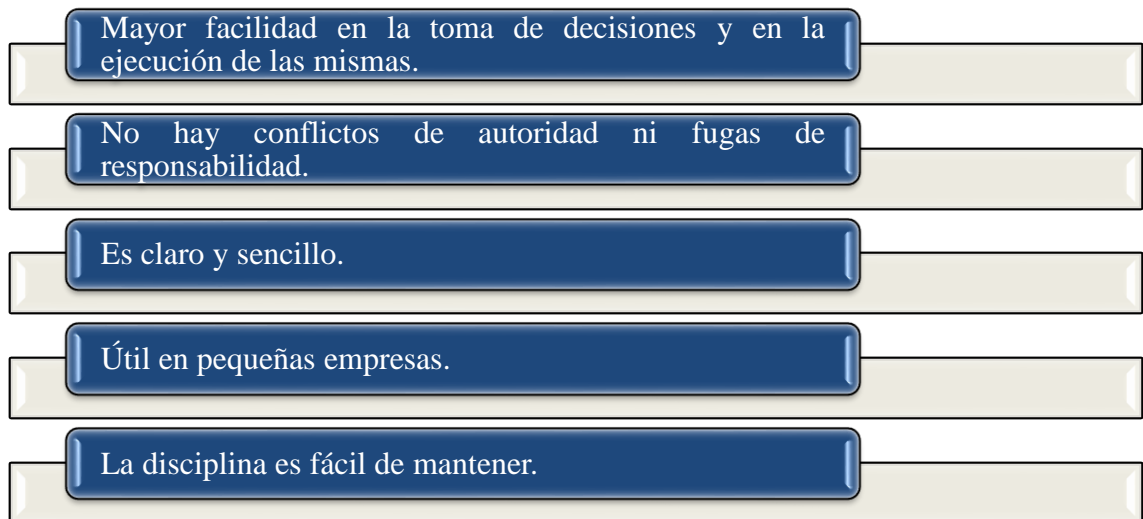 Mayor facilidad en la toma de decisiones y en la
ejecución de las mismas.
No hay conflictos de autoridad ni fugas de
responsabilidad.
Es claro y sencillo.
Útil en pequeñas empresas.
La disciplina es fácil de mantener.